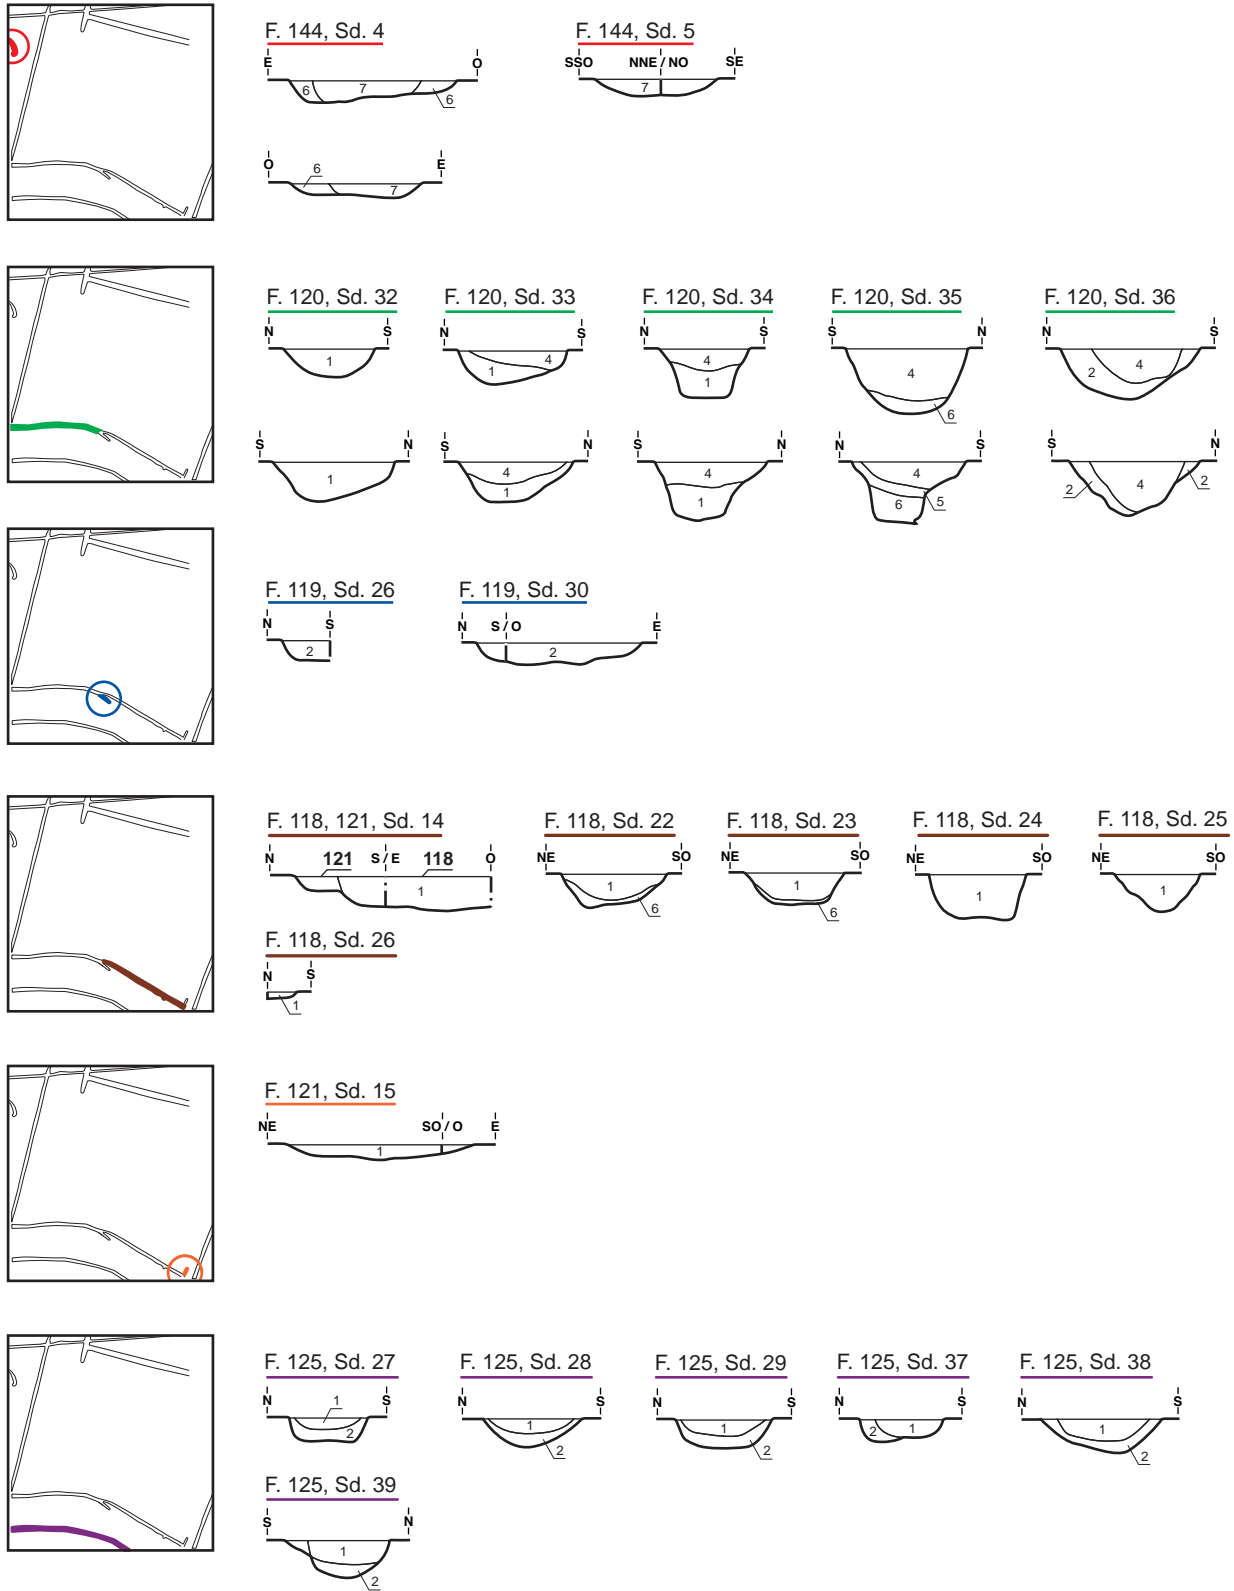 F. 144, Sd. 4 F. 144, Sd. 5
E O SSO NNE / NO SE
6 7 6 7
O E
6 7
F. 120, Sd. 32 F. 120, Sd. 33 F. 120, Sd. 34 F. 120, Sd. 35 F. 120, Sd. 36
N S N S N S S N N S
1 1 4 4 1 4 6 2 4
S N S N S N N S S N
1 4 1 4 1 4 5 6 2 4 2
F. 119, Sd. 26 F. 119, Sd. 30
N S N S / O E
2 2
F. 118, 121, Sd. 14 F. 118, Sd. 22 F. 118, Sd. 23 F. 118, Sd. 24 F. 118, Sd. 25
N 121 S / E 118 O NE SO NE SO NE SO NE SO
1 1 6 1 6 1 1
F. 118, Sd. 26
N S
1
F. 121, Sd. 15
NE SO / O E
1
F. 125, Sd. 27 F. 125, Sd. 28 F. 125, Sd. 29 F. 125, Sd. 37 F. 125, Sd. 38
N S N S N S N S N S
1 2 1 2 1 2 2 1 1 2
F. 125, Sd. 39
S N
1
2